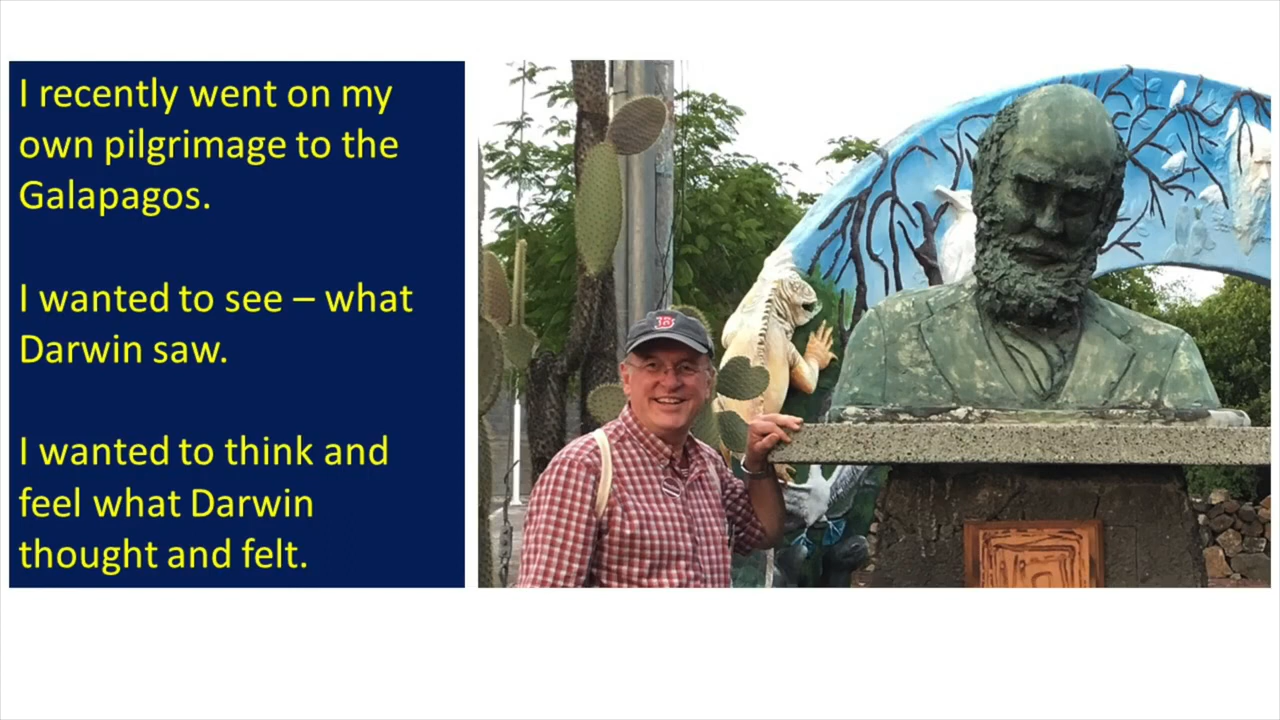 I recently went on my
own pilgrimage to the
Galapagos.
I wanted to see – what
Darwin saw.
I wanted to think and
feel what Darwin
thought and felt.